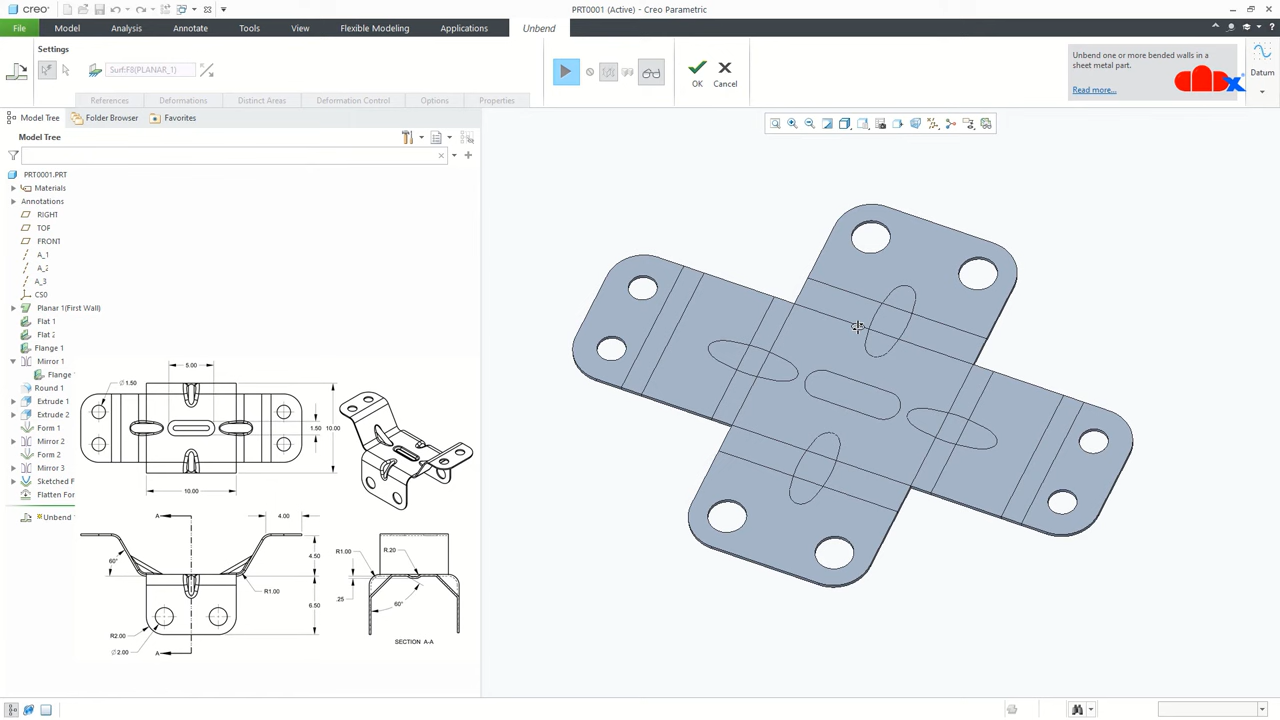 creo
PRT0001 (Active) - Creo Parametric
File Model Analysis Annotate Tools View Flexible Modeling Applications Unbend
Settings
Surf:F8(PLANAR_1)
OK Cancel
Unbend one or more bended walls in a
sheet metal part.
Read more...
Datum
References Deformations Distinct Areas Deformation Control Options Properties
Model Tree Folder Browser Favorites
Model Tree
PRT0001.PRT
Materials
Annotations
RIGHT
TOP
FRONT
A_1
A_2
A_3
CS0
Planar 1(First Wall)
Flat 1
Flat 2
Flange 1
Mirror 1
Flange
Round 1
Extrude 1
Extrude 2
Form 1
Mirror 2
Form 2
Mirror 3
Sketched F
Flatten For
Unbend
5.00
Ø 1.50
1.50
10.00
10.00
A
4.00
60°
4.50
R1.00
6.50
R2.00
Ø 2.00
A
R1.00
R.20
.25
60°
SECTION A-A